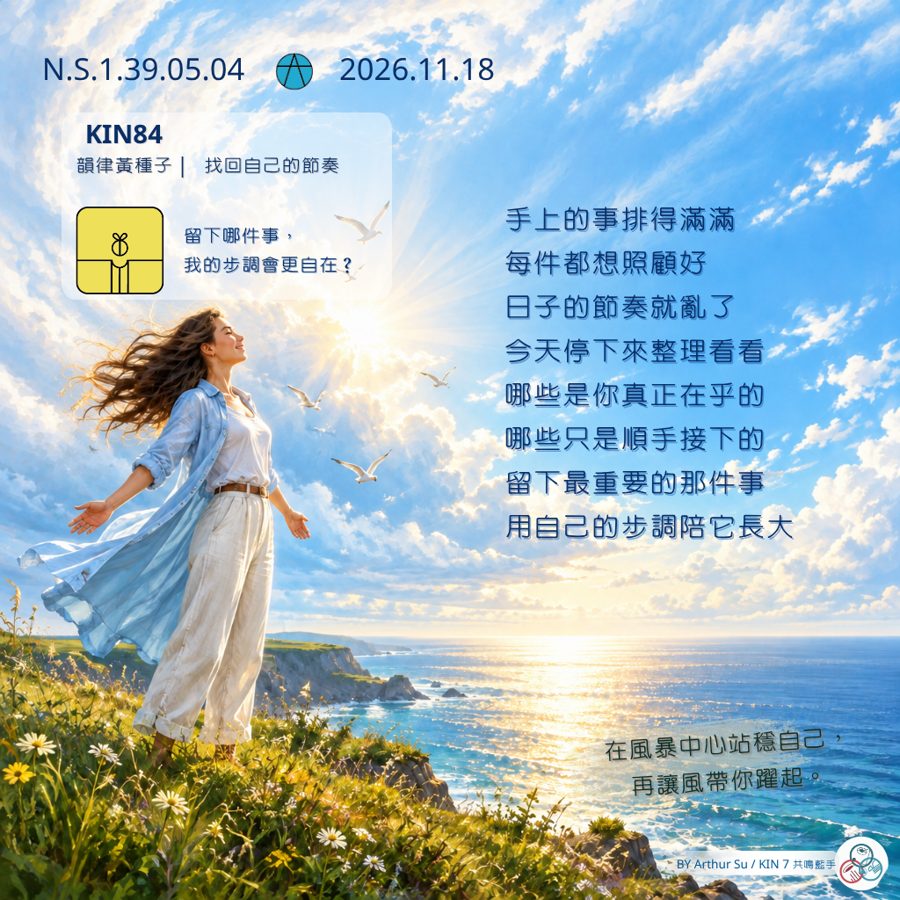 N.S.1.39.05.04 2026.11.18
KIN84
韻律黃種子｜ 找回自己的節奏
留下哪件事，
我的步調會更自在？
手上的事排得滿滿
每件都想照顧好
日子的節奏就亂了
今天停下來整理看看
哪些是你真正在乎的
哪些只是順手接下的
留下最重要的那件事
用自己的步調陪它長大
在風暴中心站穩自己，
再讓風帶你躍起。
BY Arthur Su / KIN 7 共鳴藍手